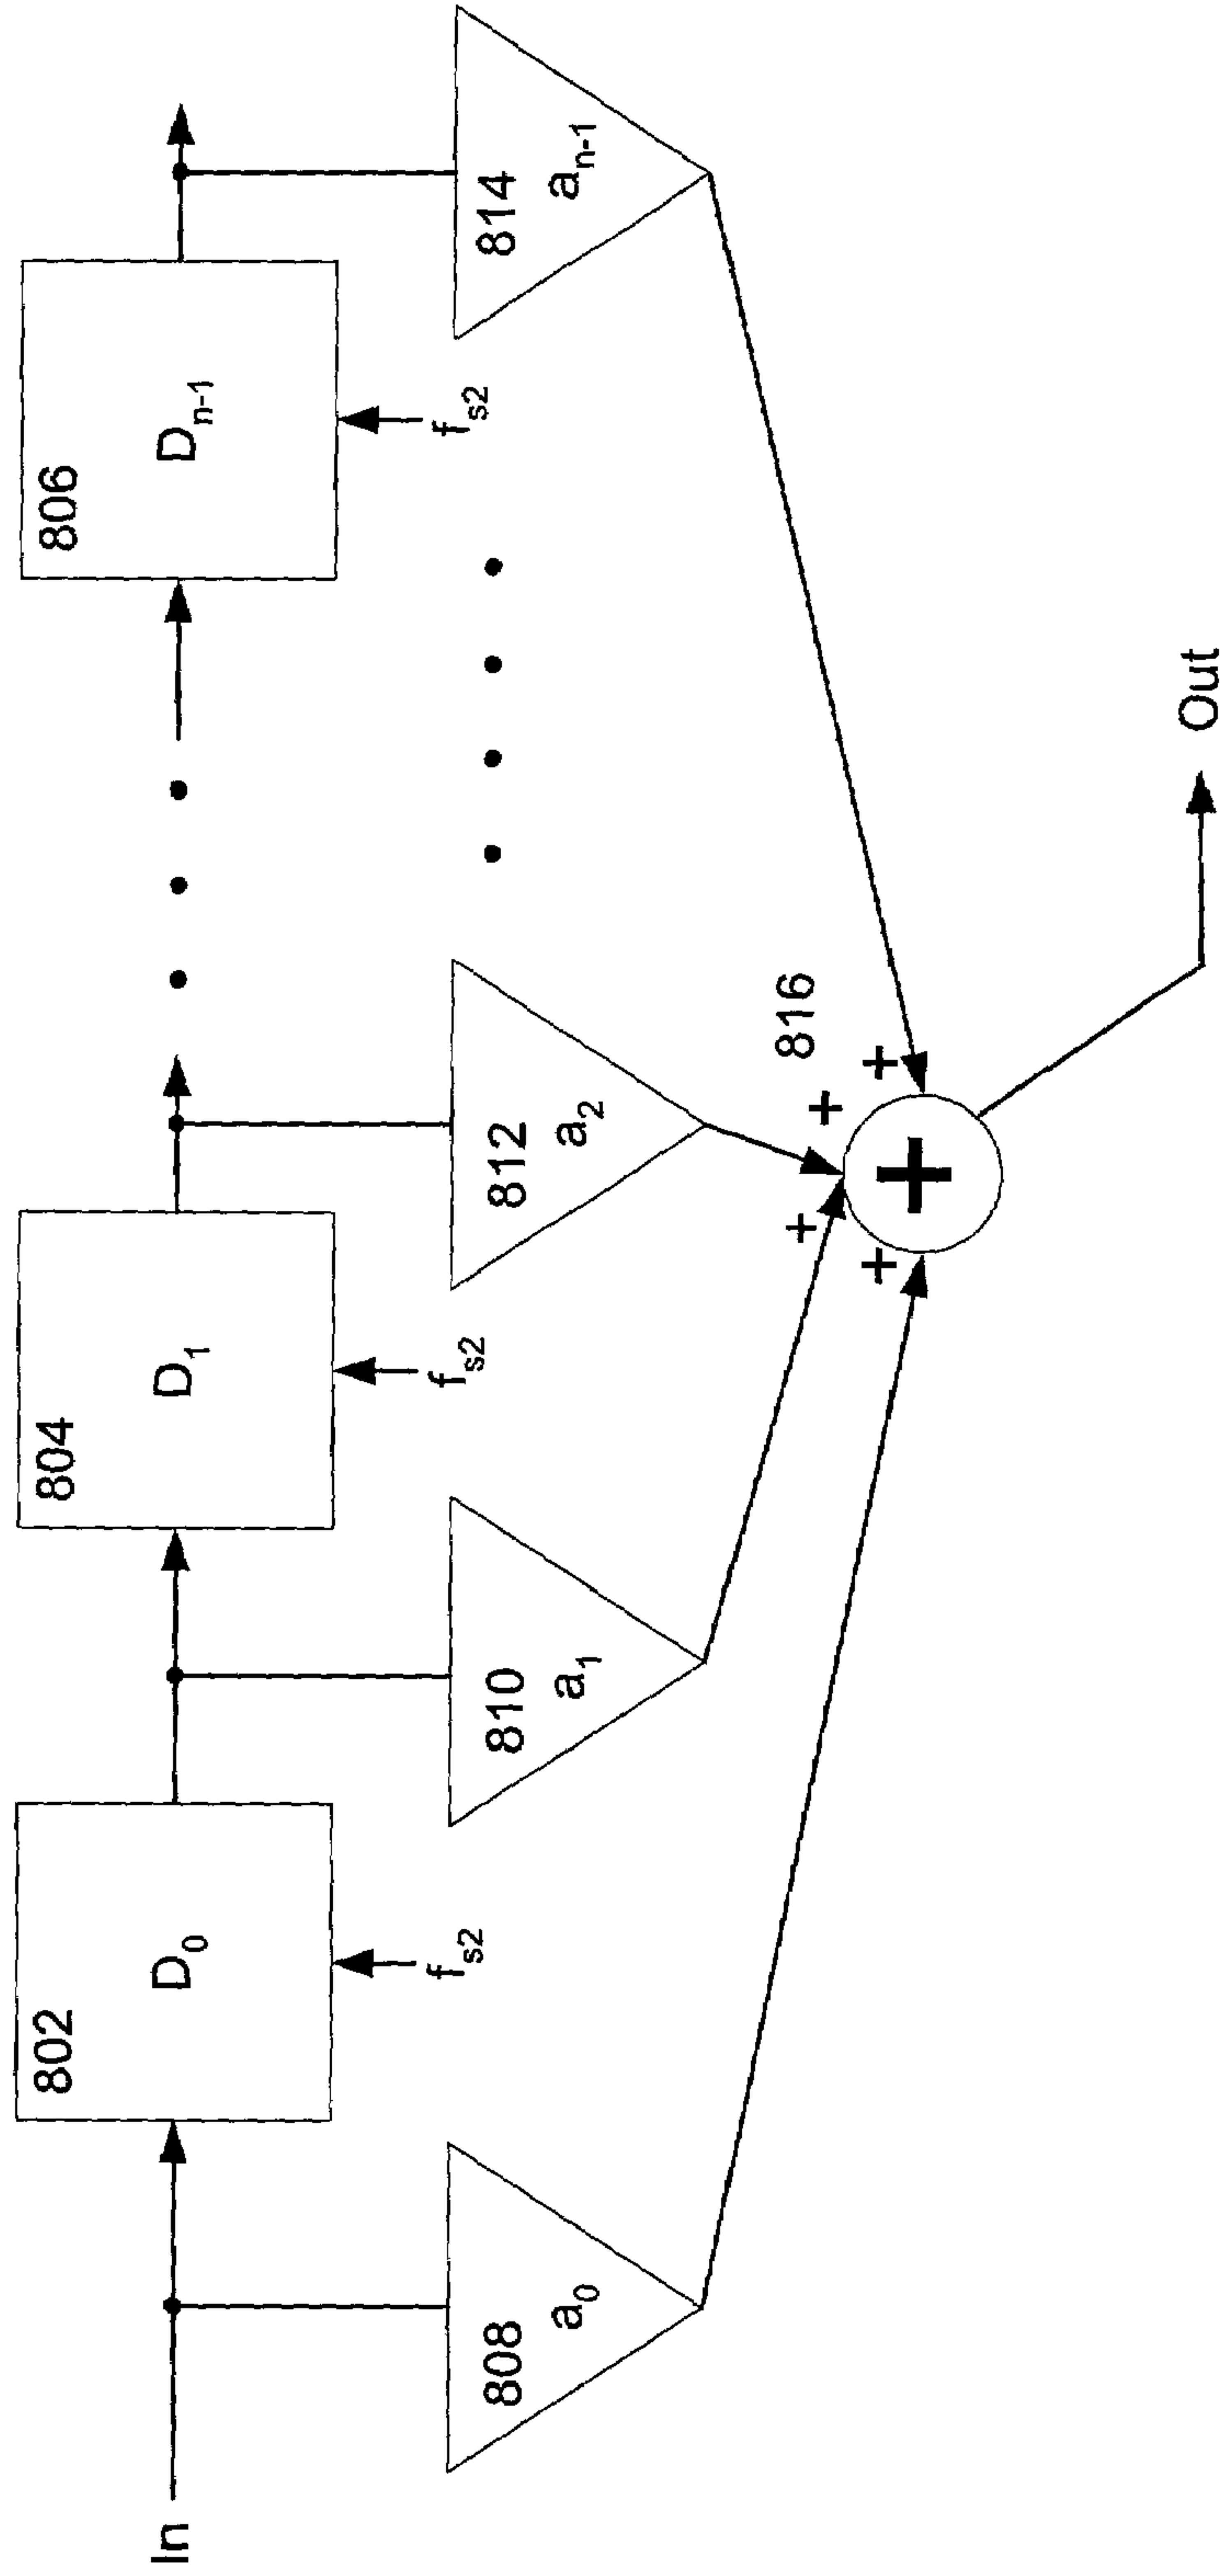 In
802
D₀
fs2
804
D₁
fs2
806
Dn-1
fs2
808
a₀
810
a₁
812
a₂
814
an-1
816
+
+
+
+
+
Out